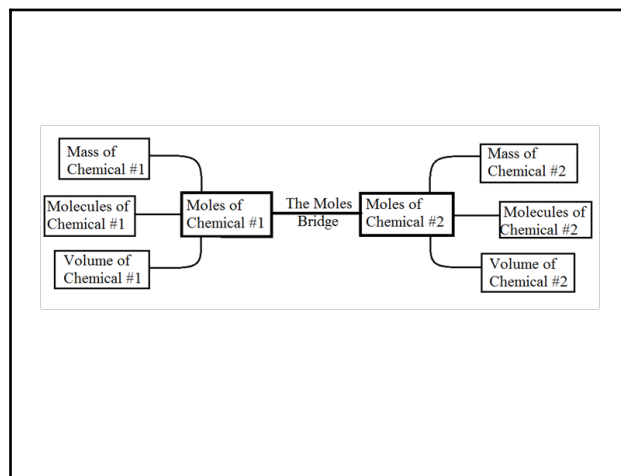 Mass of
Chemical #1
Molecules of
Chemical #1
Volume of
Chemical #1
Moles of
Chemical #1
The Moles
Bridge
Moles of
Chemical #2
Mass of
Chemical #2
Molecules of
Chemical #2
Volume of
Chemical #2